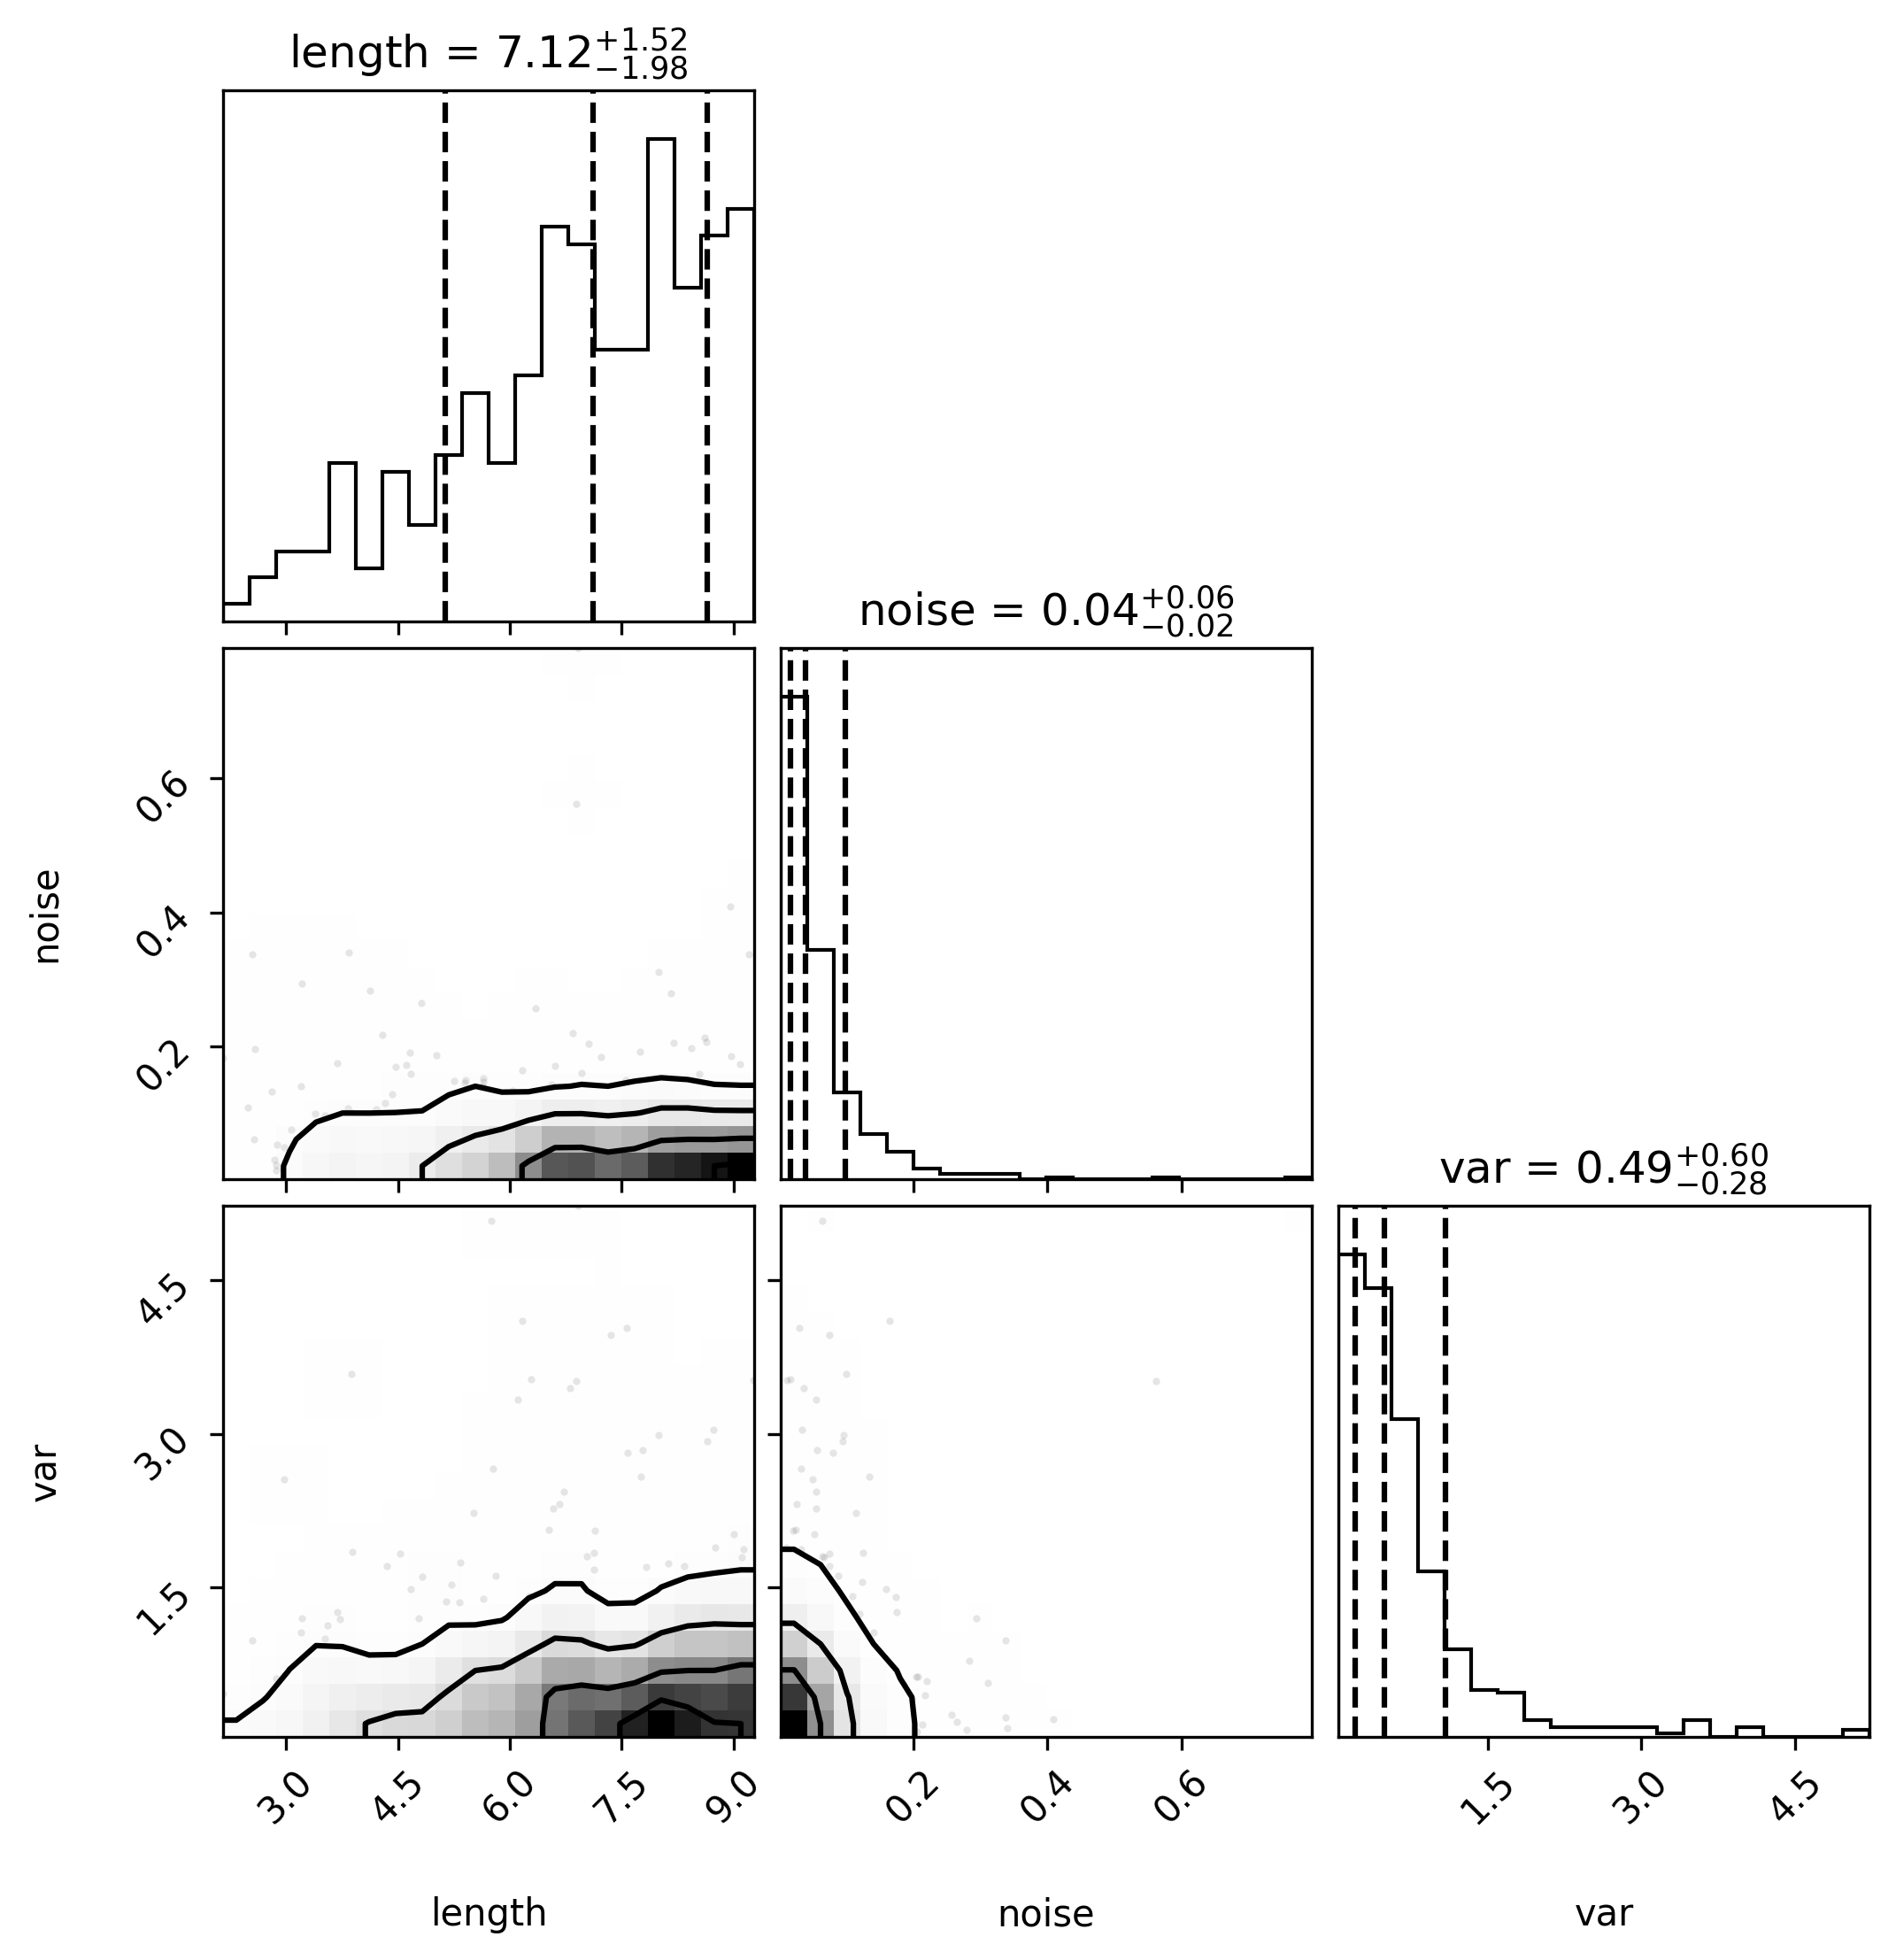 length = 7.12+1.52−1.98
noise = 0.04+0.06−0.02
noise
0.6
0.4
0.2
var = 0.49+0.60−0.28
var
4.5
3.0
1.5
3.0 4.5 6.0 7.5 9.0 0.2 0.4 0.6 1.5 3.0 4.5
length noise var